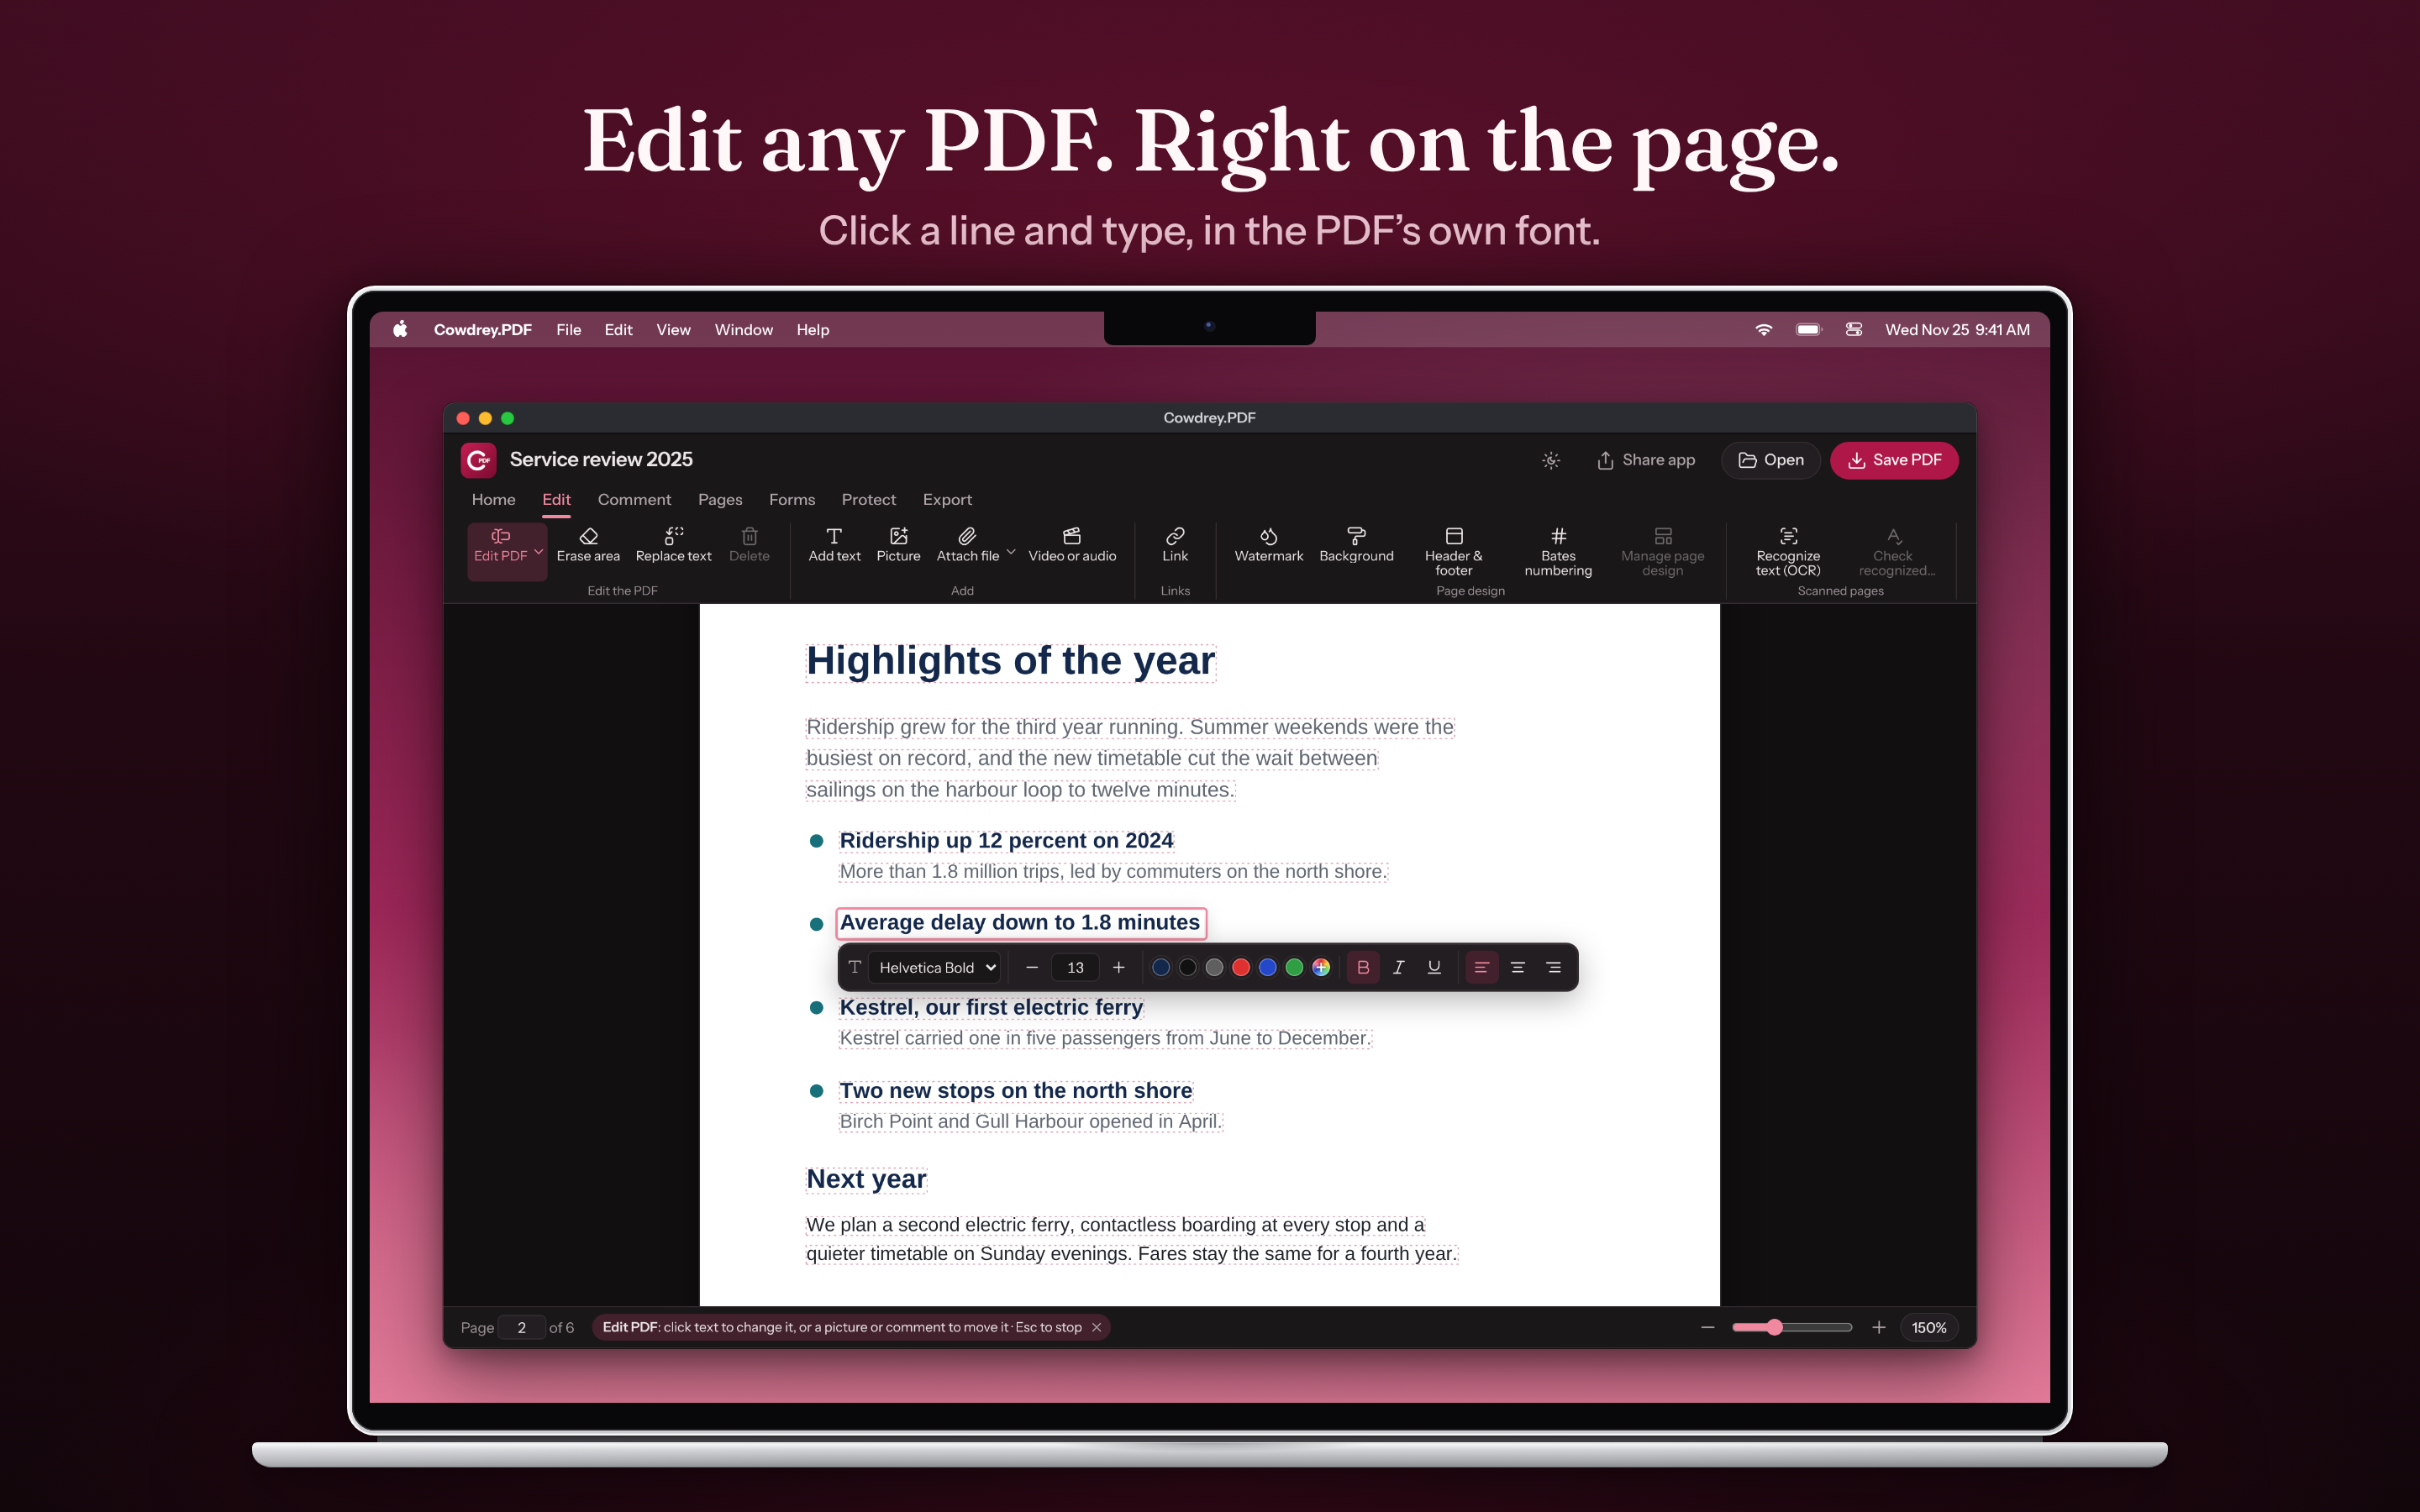 Edit any PDF. Right on the page.
Click a line and type, in the PDF’s own font.
Cowdrey.PDF File Edit View Window Help
Wed Nov 25 9:41 AM
Cowdrey.PDF
C PDF
Service review 2025
Share app
Open
Save PDF
Home Edit Comment Pages Forms Protect Export
Edit PDF
Erase area
Replace text
Delete
Edit the PDF
Add text
Picture
Attach file
Video or audio
Add
Link
Links
Watermark
Background
Header &
footer
Bates
numbering
Manage page
design
Page design
Recognize
text (OCR)
Check
recognized...
Scanned pages
Highlights of the year
Ridership grew for the third year running. Summer weekends were the
busiest on record, and the new timetable cut the wait between
sailings on the harbour loop to twelve minutes.
Ridership up 12 percent on 2024
More than 1.8 million trips, led by commuters on the north shore.
Average delay down to 1.8 minutes
Helvetica Bold
13
B I U
Kestrel, our first electric ferry
Kestrel carried one in five passengers from June to December.
Two new stops on the north shore
Birch Point and Gull Harbour opened in April.
Next year
We plan a second electric ferry, contactless boarding at every stop and a
quieter timetable on Sunday evenings. Fares stay the same for a fourth year.
Page 2 of 6
Edit PDF: click text to change it, or a picture or comment to move it · Esc to stop
150%